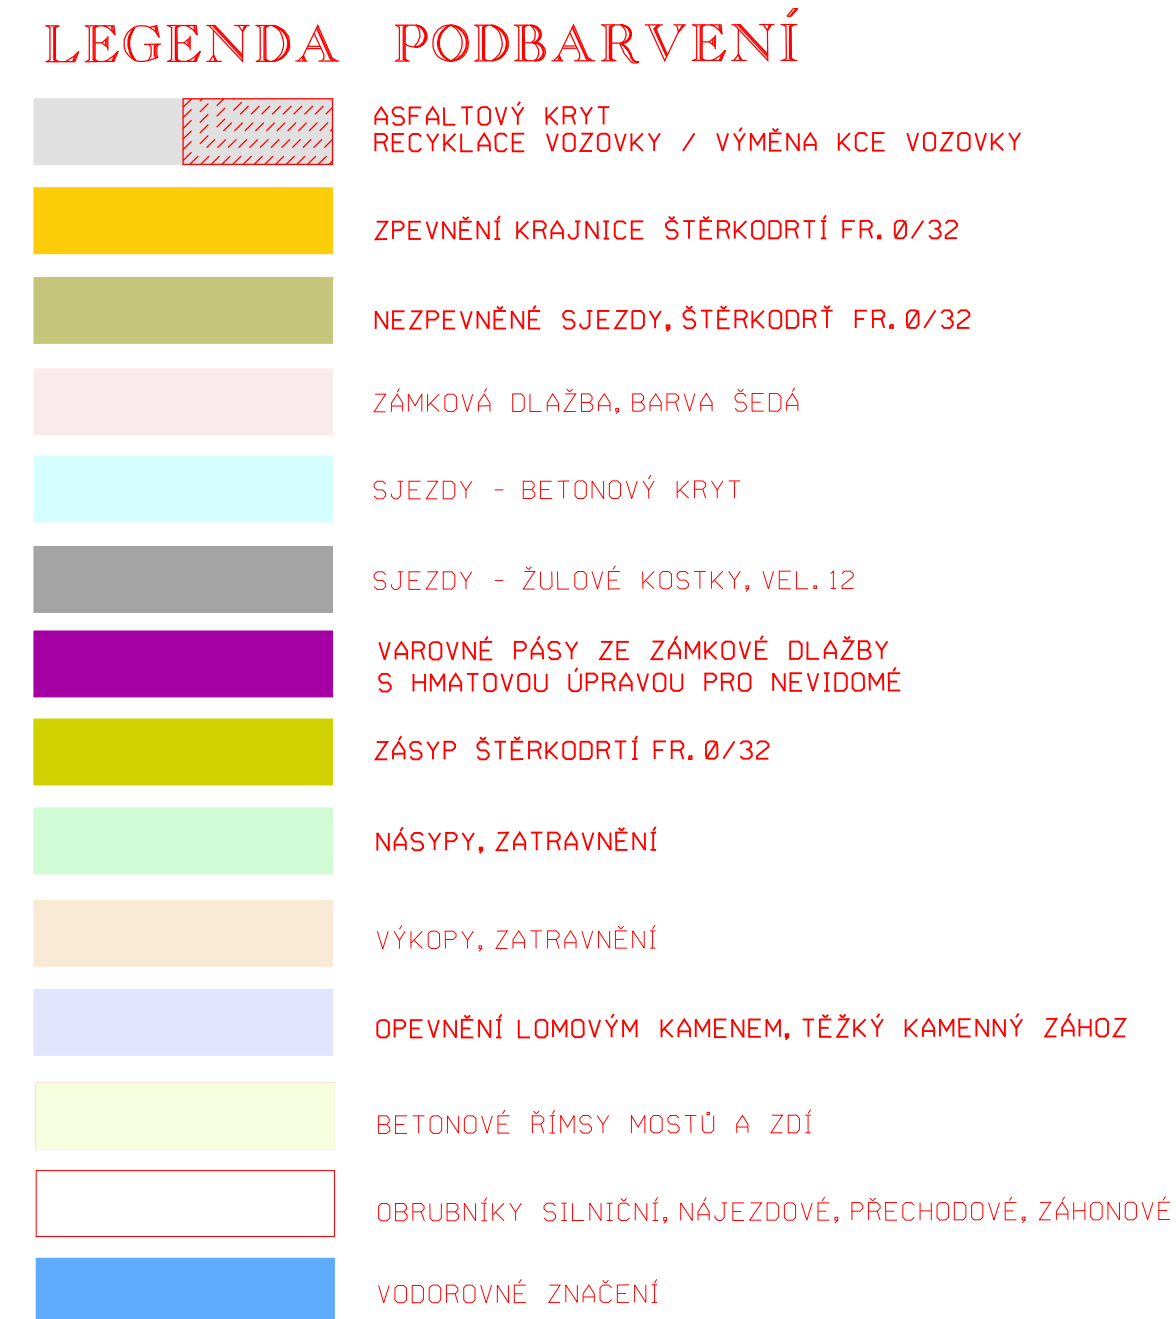 LEGENDA PODBARVENÍ
ASFALTOVÝ KRYT
RECYKLACE VOZOVKY / VÝMĚNA KCE VOZOVKY
ZPEVNĚNÍ KRAJNICE ŠTĚRKODRTÍ FR. 0/32
NEZPEVNĚNÉ SJEZDY, ŠTĚRKODRŤ FR. 0/32
ZÁMKOVÁ DLAŽBA, BARVA ŠEDÁ
SJEZDY - BETONOVÝ KRYT
SJEZDY - ŽULOVÉ KOSTKY, VEL. 12
VAROVNÉ PÁSY ZE ZÁMKOVÉ DLAŽBY
S HMATOVOU ÚPRAVOU PRO NEVIDOMÉ
ZÁSYP ŠTĚRKODRTÍ FR. 0/32
NÁSYPY, ZATRAVNĚNÍ
VÝKOPY, ZATRAVNĚNÍ
OPEVNĚNÍ LOMOVÝM KAMENEM, TĚŽKÝ KAMENNÝ ZÁHOZ
BETONOVÉ ŘÍMSY MOSTŮ A ZDÍ
OBRUBNÍKY SILNIČNÍ, NÁJEZDOVÉ, PŘECHODOVÉ, ZÁHONOVÉ
VODOROVNÉ ZNAČENÍ